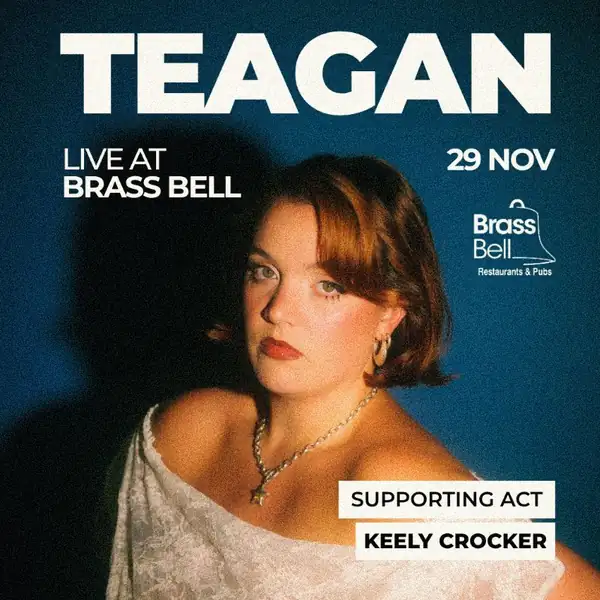 TEAGAN
LIVE AT
BRASS BELL
29 NOV
Brass
Bell
Restaurants & Pubs
SUPPORTING ACT
KEELY CROCKER